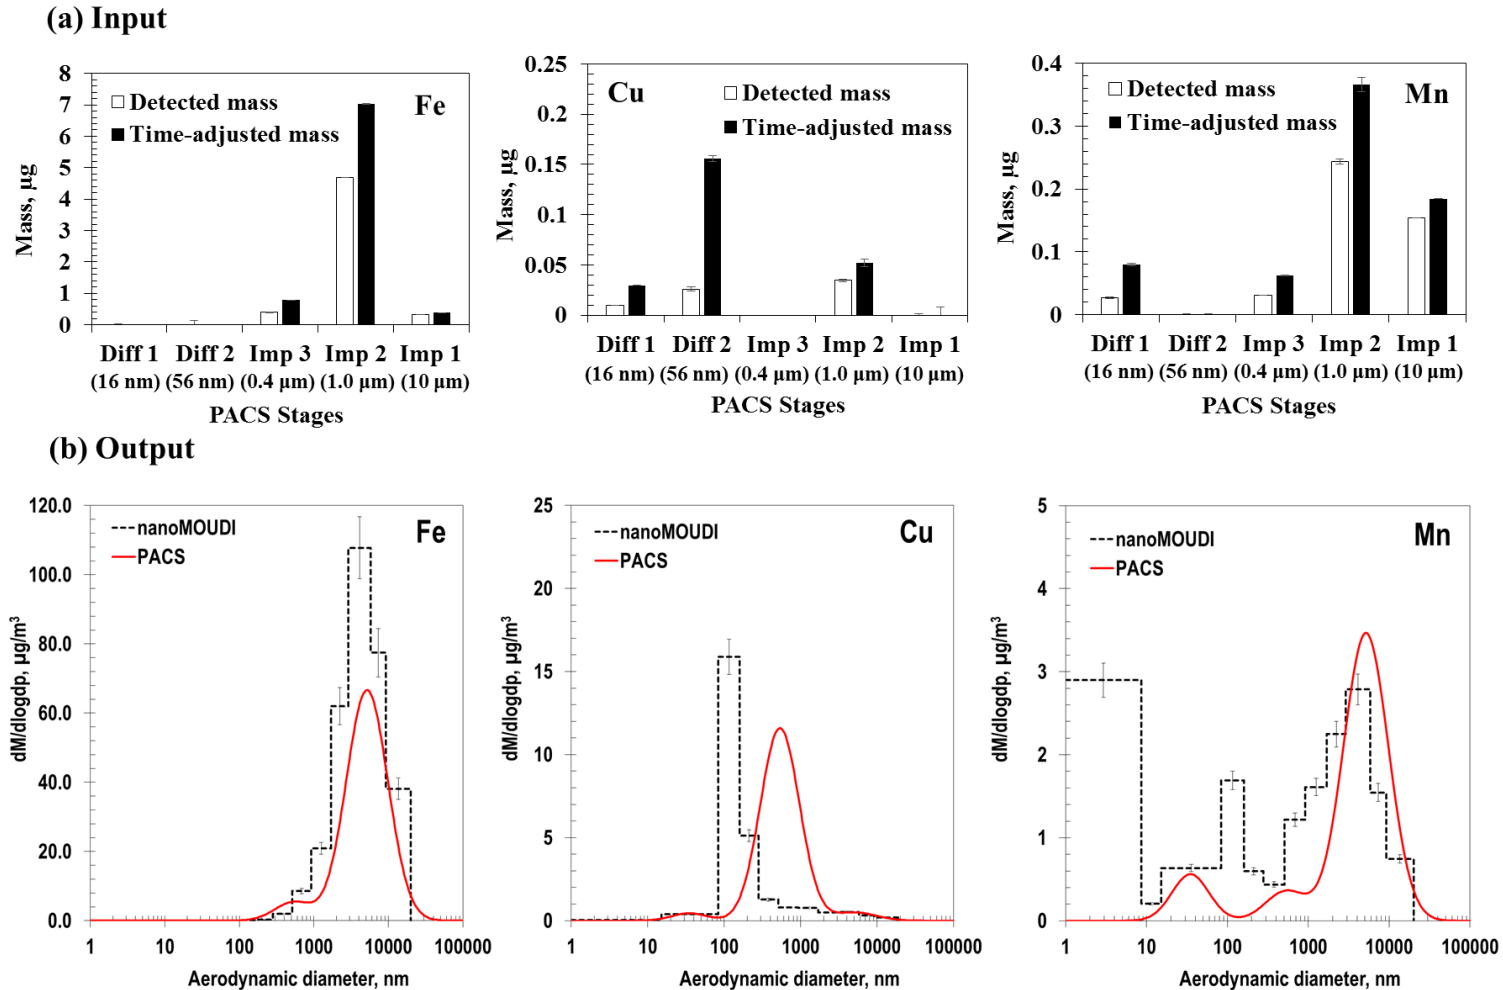 (a) Input
8
7
6
5
4
3
2
1
0
Mass, µg
Detected mass
Time-adjusted mass
Fe
Diff 1 Diff 2 Imp 3 Imp 2 Imp 1
(16 nm) (56 nm) (0.4 µm) (1.0 µm) (10 µm)
PACS Stages
0.25
0.2
0.15
0.1
0.05
0
Mass, µg
Cu
Detected mass
Time-adjusted mass
Diff 1 Diff 2 Imp 3 Imp 2 Imp 1
(16 nm) (56 nm) (0.4 µm) (1.0 µm) (10 µm)
PACS Stages
0.4
0.3
0.2
0.1
0
Mass, µg
Detected mass
Time-adjusted mass
Mn
Diff 1 Diff 2 Imp 3 Imp 2 Imp 1
(16 nm) (56 nm) (0.4 µm) (1.0 µm) (10 µm)
PACS Stages
(b) Output
120.0
100.0
80.0
60.0
40.0
20.0
0.0
dM/dlogdp, µg/m³
nanoMOUDI
PACS
Fe
1 10 100 1000 10000 100000
Aerodynamic diameter, nm
25
20
15
10
5
0
dM/dlogdp, µg/m³
nanoMOUDI
PACS
Cu
1 10 100 1000 10000 100000
Aerodynamic diameter, nm
5
4
3
2
1
0
dM/dlogdp, µg/m³
nanoMOUDI
PACS
Mn
1 10 100 1000 10000 100000
Aerodynamic diameter, nm